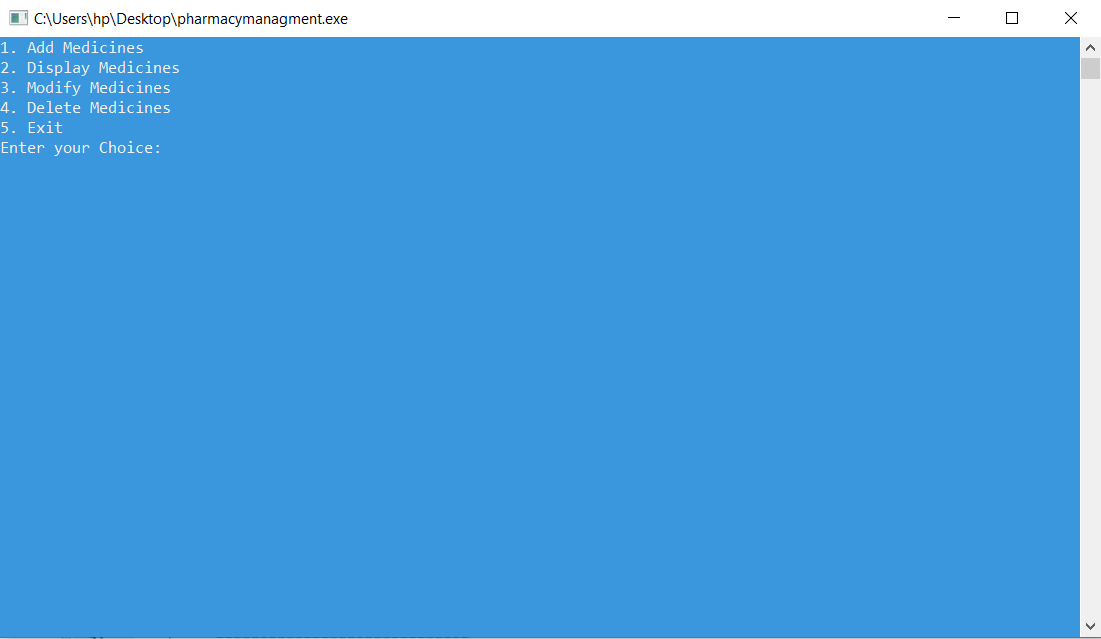 C:\Users\hp\Desktop\pharmacymanagment.exe
1. Add Medicines
2. Display Medicines
3. Modify Medicines
4. Delete Medicines
5. Exit
Enter your Choice: